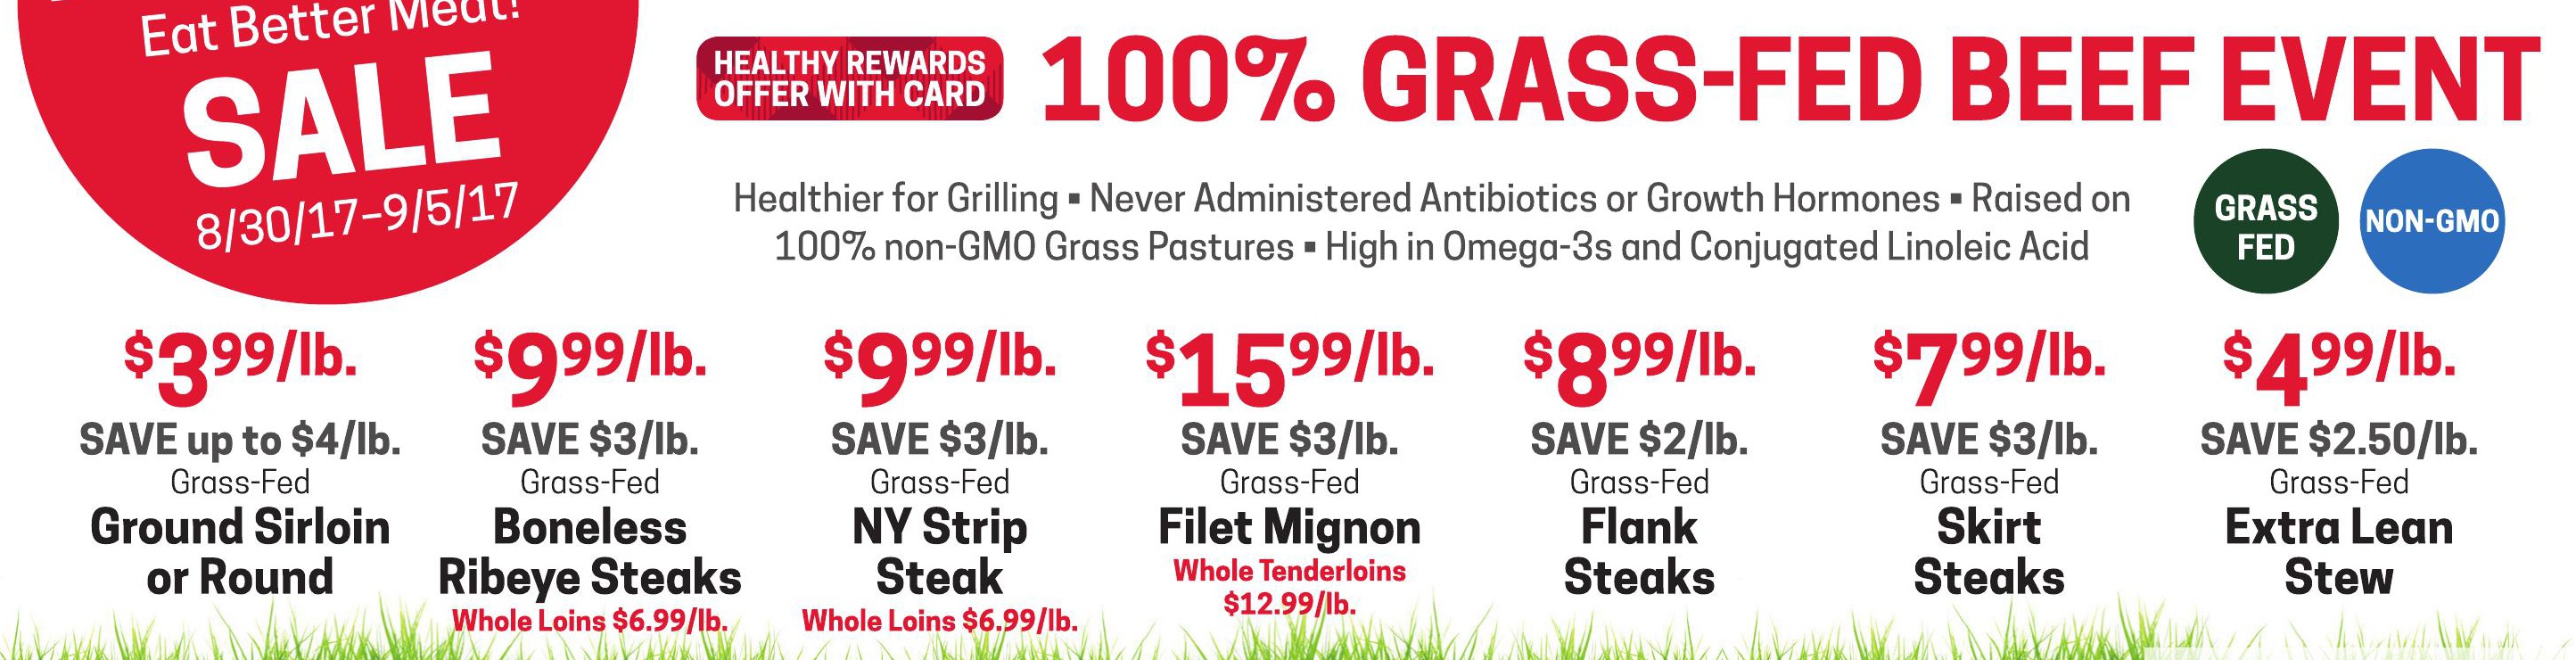 Eat Better Meat!
SALE
8/30/17-9/5/17
HEALTHY REWARDS
OFFER WITH CARD
100% GRASS-FED BEEF EVENT
Healthier for Grilling ▪ Never Administered Antibiotics or Growth Hormones ▪ Raised on
100% non-GMO Grass Pastures ▪ High in Omega-3s and Conjugated Linoleic Acid
GRASS
FED
NON-GMO
$3 99/lb.
SAVE up to $4/lb.
Grass-Fed
Ground Sirloin
or Round
$9 99/lb.
SAVE $3/lb.
Grass-Fed
Boneless
Ribeye Steaks
Whole Loins $6.99/lb.
$9 99/lb.
SAVE $3/lb.
Grass-Fed
NY Strip
Steak
Whole Loins $6.99/lb.
$15 99/lb.
SAVE $3/lb.
Grass-Fed
Filet Mignon
Whole Tenderloins
$12.99/lb.
$8 99/lb.
SAVE $2/lb.
Grass-Fed
Flank
Steaks
$7 99/lb.
SAVE $3/lb.
Grass-Fed
Skirt
Steaks
$4 99/lb.
SAVE $2.50/lb.
Grass-Fed
Extra Lean
Stew